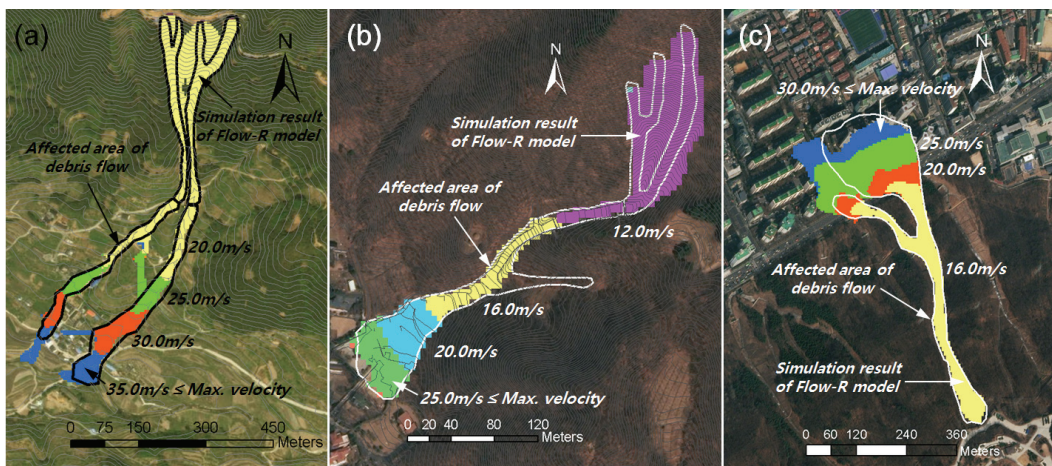 (a)
N
Simulation result
of Flow-R model
Affected area of
debris flow
20.0m/s
25.0m/s
30.0m/s
35.0m/s ≤ Max. velocity
0 75 150 300 450
Meters
(b)
N
Simulation result
of Flow-R model
Affected area of
debris flow
12.0m/s
16.0m/s
20.0m/s
25.0m/s ≤ Max. velocity
0 20 40 80 120
Meters
(c)
N
30.0m/s ≤ Max. velocity
25.0m/s
20.0m/s
16.0m/s
Affected area of
debris flow
Simulation result
of Flow-R model
0 60 120 240 360
Meters